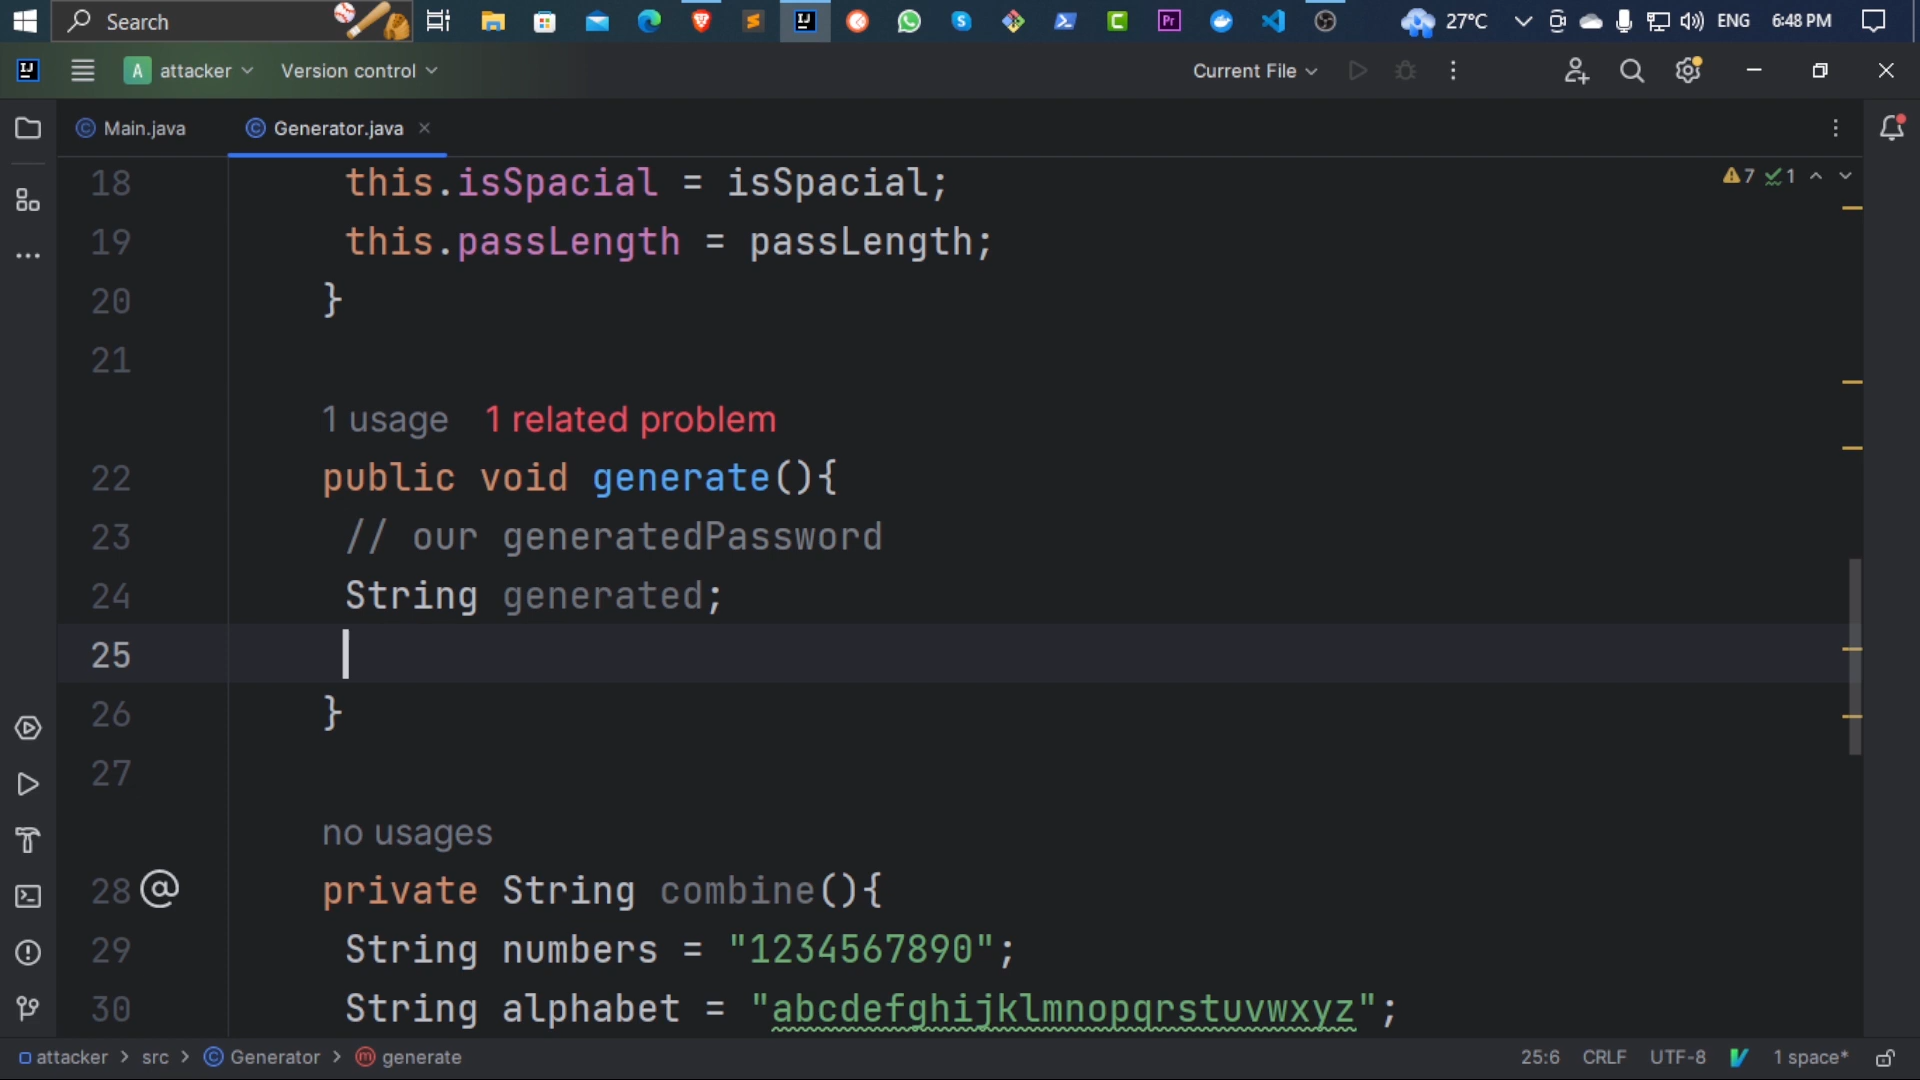 Search
27°C
ENG
6:48 PM
A attacker
Version control
Current File
Main.java
Generator.java
7
1
18 this.isSpacial = isSpacial;
19 this.passLength = passLength;
20 }
21
1 usage 1 related problem
22 public void generate(){
23 // our generatedPassword
24 String generated;
25
26 }
27
no usages
28 @ private String combine(){
29 String numbers = "1234567890";
30 String alphabet = "abcdefghijklmnopqrstuvwxyz";
attacker > src > Generator > generate
25:6 CRLF UTF-8 1 space*